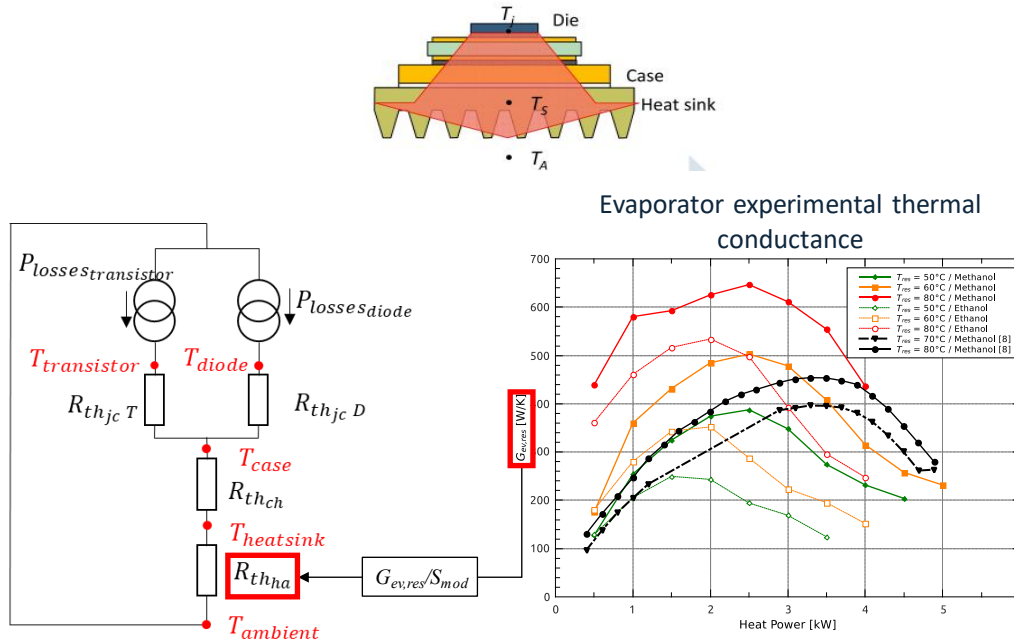 T_j
Die
Case
T_S
Heat sink
T_A
Evaporator experimental thermal
conductance
P_losses_transistor
P_losses_diode
T_transistor
T_diode
R_th_jc T
R_th_jc D
T_case
R_th_ch
T_heatsink
R_th_ha
G_ev,res/S_mod
T_ambient
G_ev,res [W/K]
700
600
500
400
300
200
100
0
T_res = 50°C / Methanol
T_res = 60°C / Methanol
T_res = 80°C / Methanol
T_res = 50°C / Ethanol
T_res = 60°C / Ethanol
T_res = 80°C / Ethanol
T_res = 70°C / Methanol [8]
T_res = 80°C / Methanol [8]
0 1 2 3 4 5
Heat Power [kW]